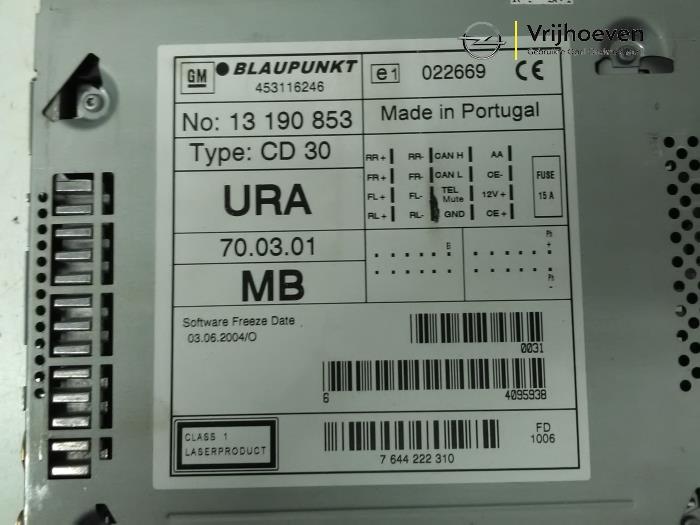 Vrijhoeven
GM BLAUPUNKT
453116246
e1 022669 CE
No: 13 190 853
Made in Portugal
Type: CD 30
RR+ RR- CAN H AA
FR+ FR- CAN L CE-
FL+ FL- TEL Mute 12V+
RL+ RL- GND CE+
FUSE
15 A
URA
70.03.01
MB
Software Freeze Date
03.06.2004/O
0031
6 4095938
CLASS 1
LASERPRODUCT
7 644 222 310
FD
1006